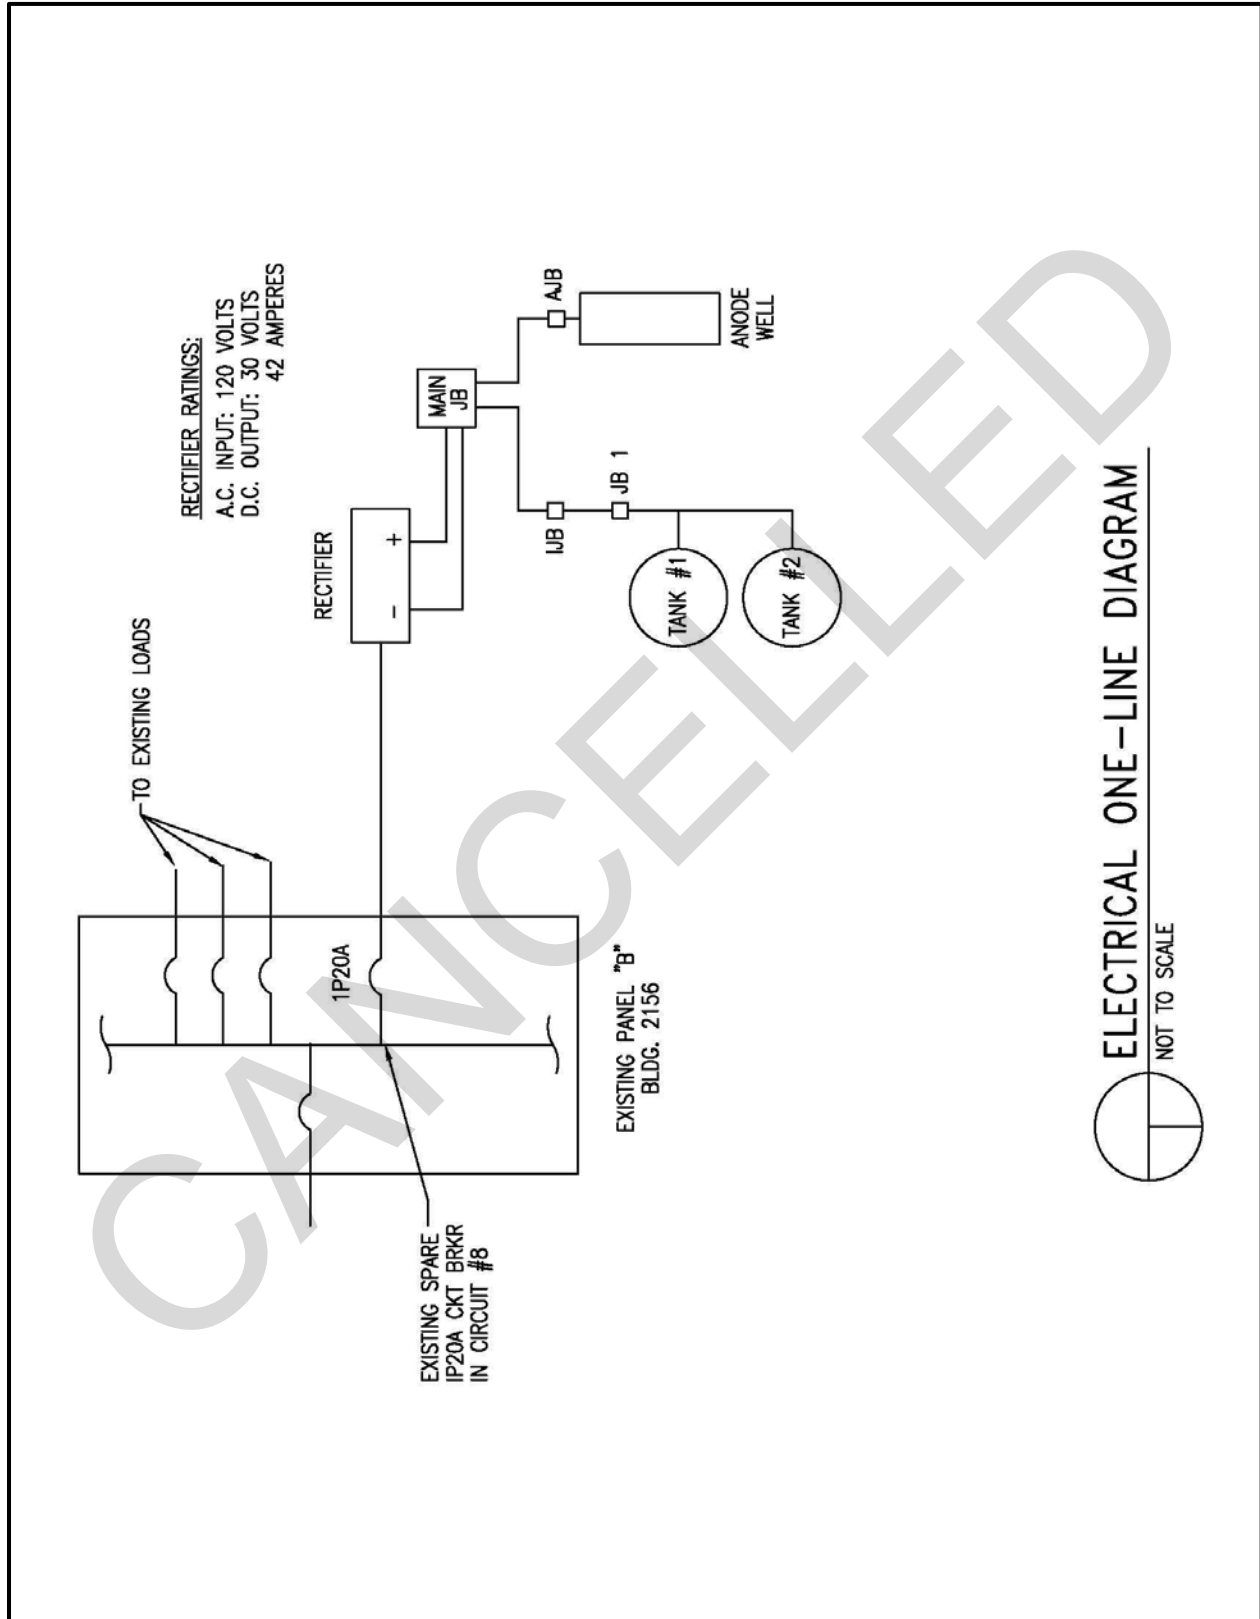 RECTIFIER RATINGS:
A.C. INPUT: 120 VOLTS
D.C. OUTPUT: 30 VOLTS
42 AMPERES
TO EXISTING LOADS
RECTIFIER
- +
MAIN
JB
AJB
ANODE
WELL
IJB
JB 1
TANK #1
TANK #2
1P20A
EXISTING PANEL "B"
BLDG. 2156
EXISTING SPARE
IP20A CKT BRKR
IN CIRCUIT #8
ELECTRICAL ONE-LINE DIAGRAM
NOT TO SCALE
CANCELLED